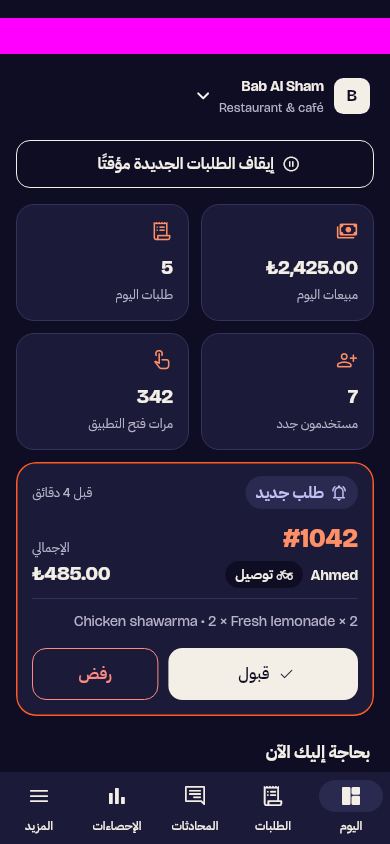 B
Bab Al Sham
Restaurant & café
إيقاف الطلبات الجديدة مؤقتًا
₺2,425.00
مبيعات اليوم
5
طلبات اليوم
7
مستخدمون جدد
342
مرات فتح التطبيق
طلب جديد
قبل 4 دقائق
#1042
الإجمالي
Ahmed
توصيل
₺485.00
Chicken shawarma • 2 × Fresh lemonade × 2
قبول
رفض
بحاجة إليك الآن
اليوم
الطلبات
المحادثات
الإحصاءات
المزيد